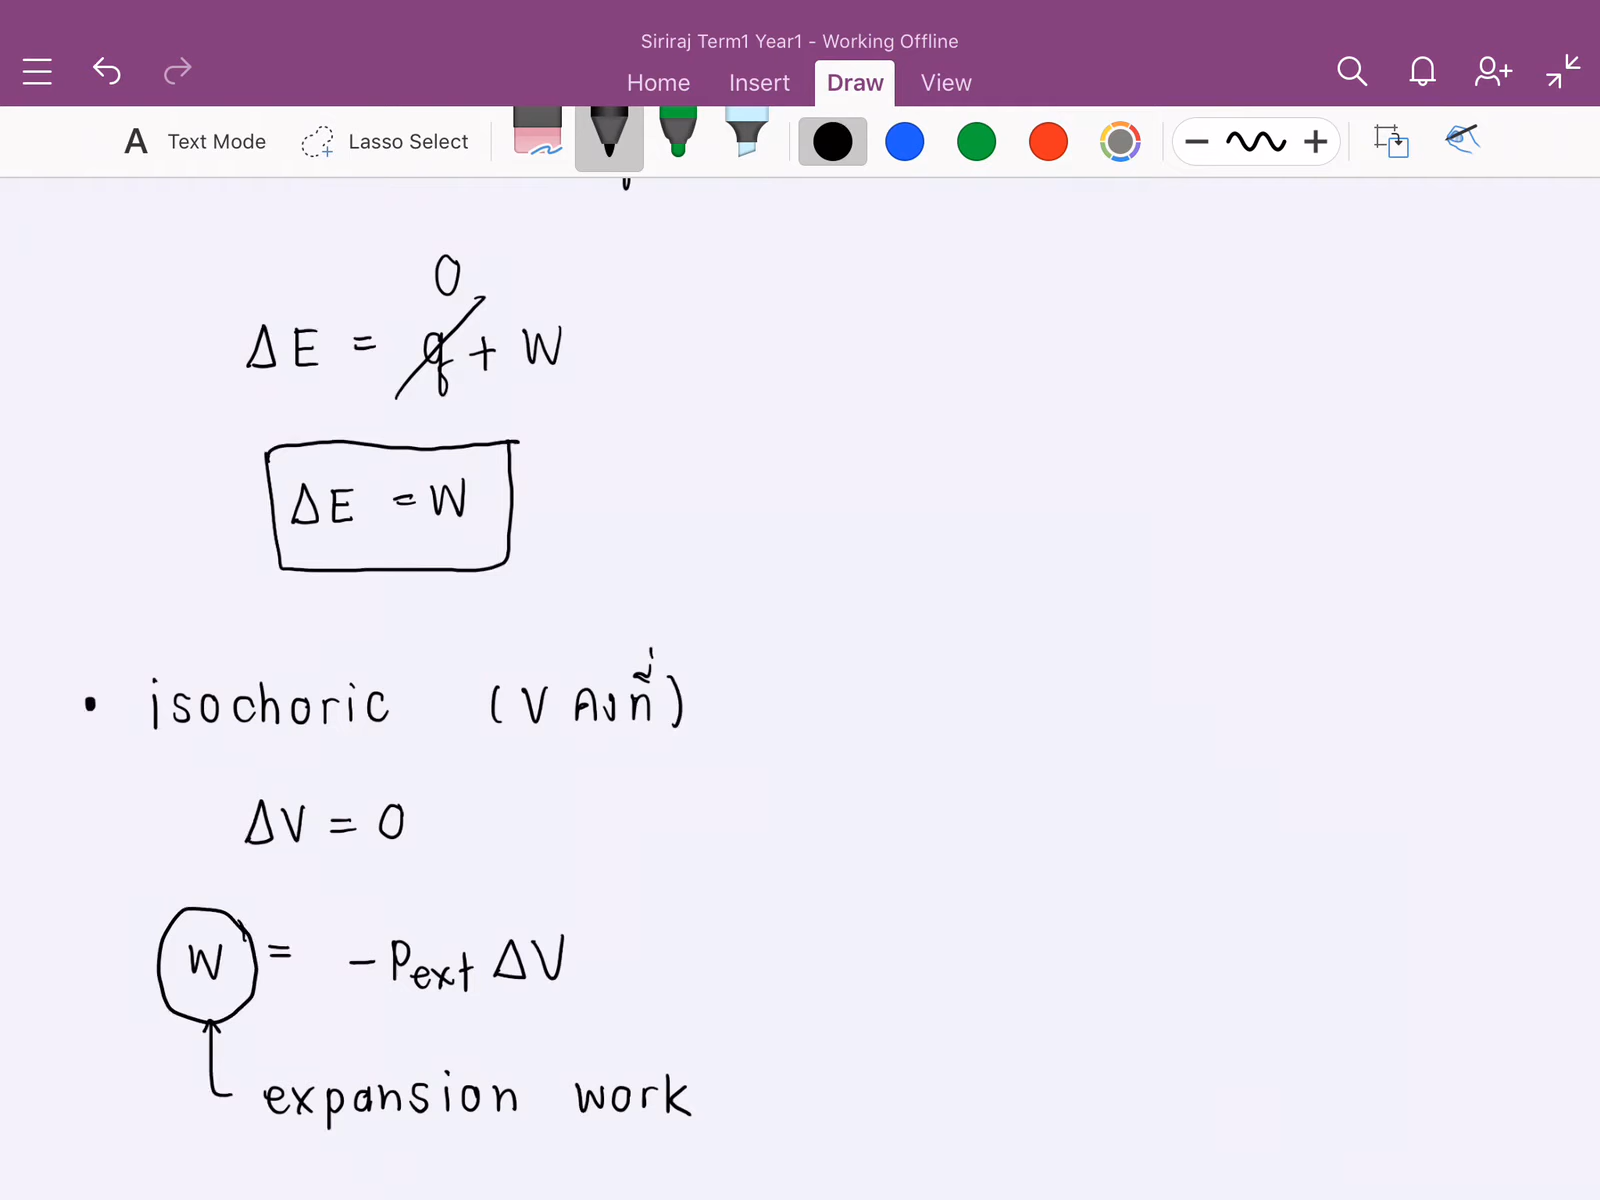 Siriraj Term1 Year1 - Working Offline
Home Insert Draw View
A Text Mode Lasso Select
0
ΔE = q + W
ΔE = W
• isochoric (V คงที่)
ΔV = 0
W = - Pext ΔV
expansion work